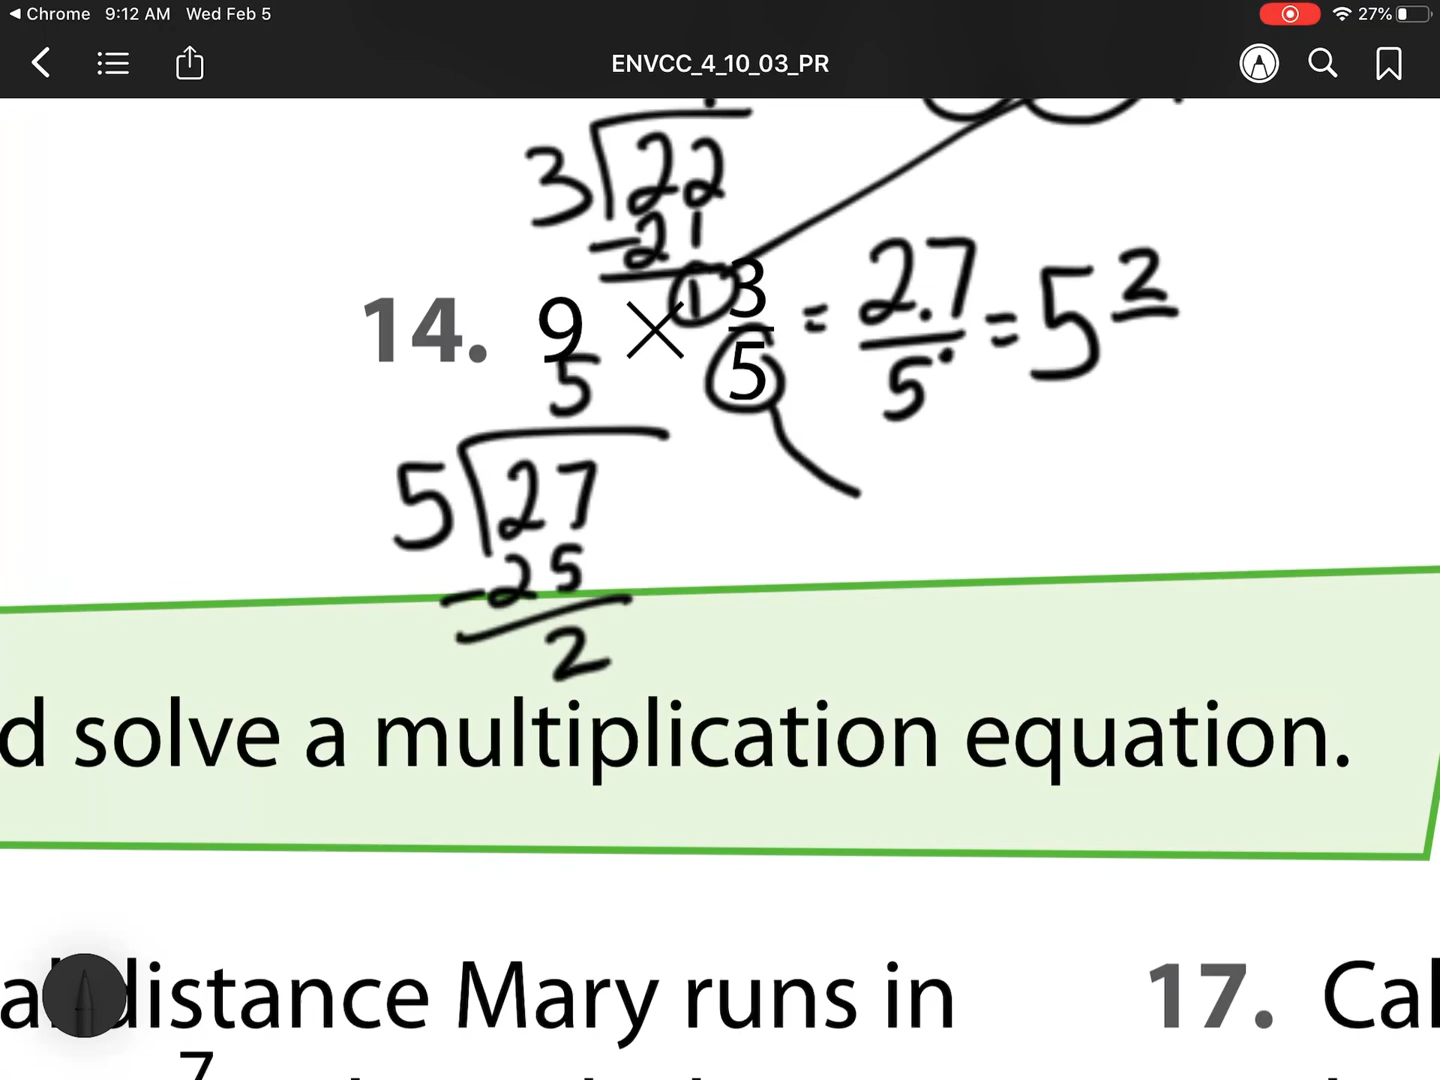 Chrome 9:12 AM Wed Feb 5 27%
ENVCC_4_10_03_PR
3 22
-21
1
14. 9 × 3/5 = 27/5 = 5 2
5
5 27
-25
2
d solve a multiplication equation.
distance Mary runs in
17. Cal
7